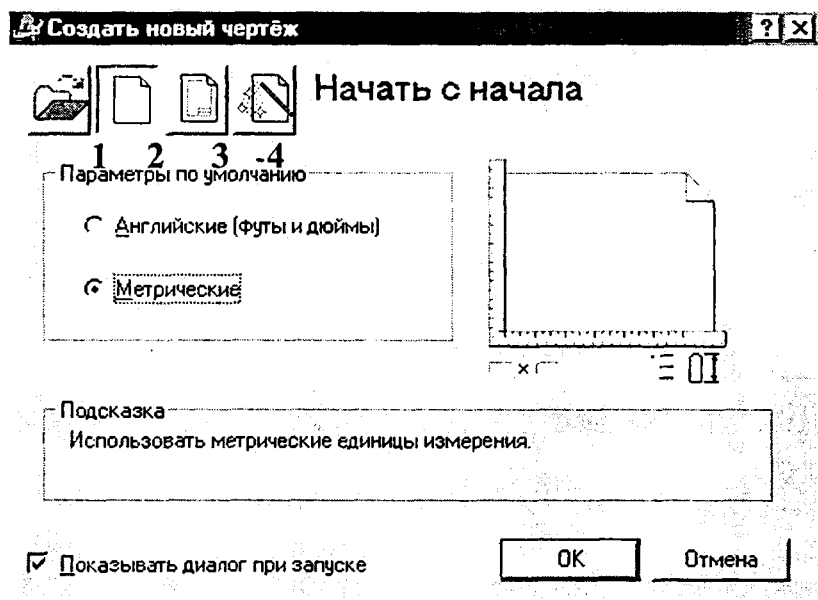 Создать новый чертёж
Начать с начала
1 2 3 -4
Параметры по умолчанию
Английские (футы и дюймы)
Метрические
Подсказка
Использовать метрические единицы измерения.
Показывать диалог при запуске
OK Отмена